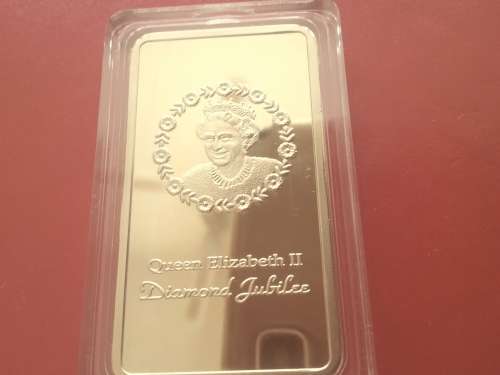 Queen Elizabeth II
Diamond Jubilee